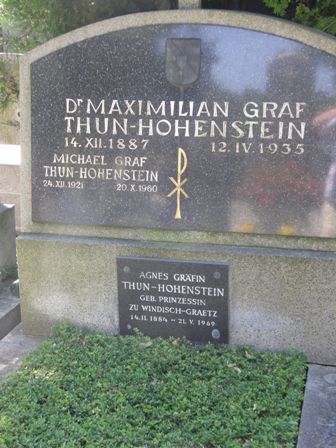 Dr MAXIMILIAN GRAF
THUN-HOHENSTEIN
14.XII.1887 12.IV.1935
MICHAEL GRAF
THUN-HOHENSTEIN
24.XII.1921 20.X.1960
AGNES GRÄFIN
THUN-HOHENSTEIN
GEB. PRINZESSIN
ZU WINDISCH-GRAETZ
14.II.1884 – 21.V.1969